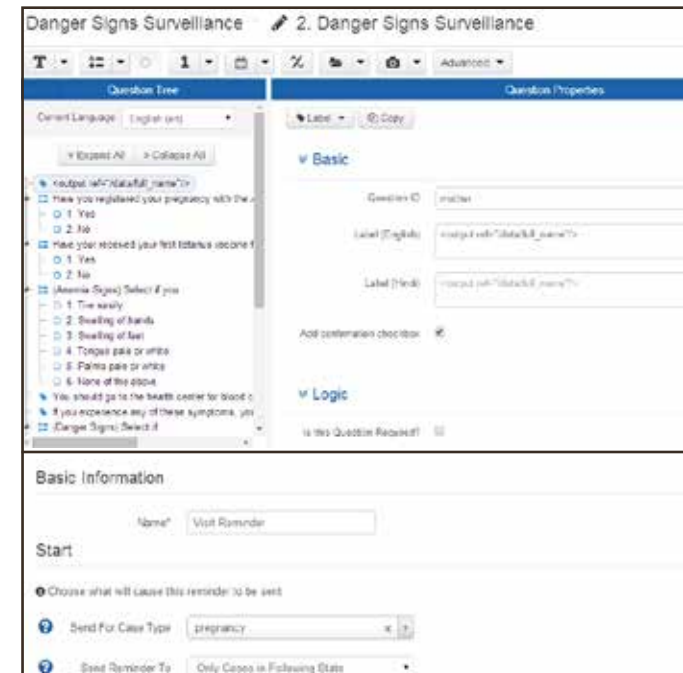 Danger Signs Surveillance 2. Danger Signs Surveillance
T 1 Advanced
Question Tree
Question Properties
Current Language English (en)
Label Copy
Expand All Collapse All
Basic
<output ref="/data/full_name"/>
Have you registered your pregnancy with the
1. Yes
2. No
Have your received your first tetanus vaccine
1. Yes
2. No
(Anemia Signs) Select if you
1. Tire easily
2. Swelling of hands
3. Swelling of feet
4. Tongue pale or white
5. Palms pale or white
6. None of the above
You should go to the health center for blood
If you experience any of these symptoms, you
(Danger Signs) Select if
Question ID mother
Label (English) <output ref="/data/full_name"/>
Label (Hindi) <output ref="/data/full_name"/>
Add confirmation checkbox
Logic
Is this Question Required?
Basic Information
Name* Visit Reminder
Start
Choose what will cause this reminder to be sent
Send For Case Type pregnancy x
Send Reminder To Only Cases in Following State